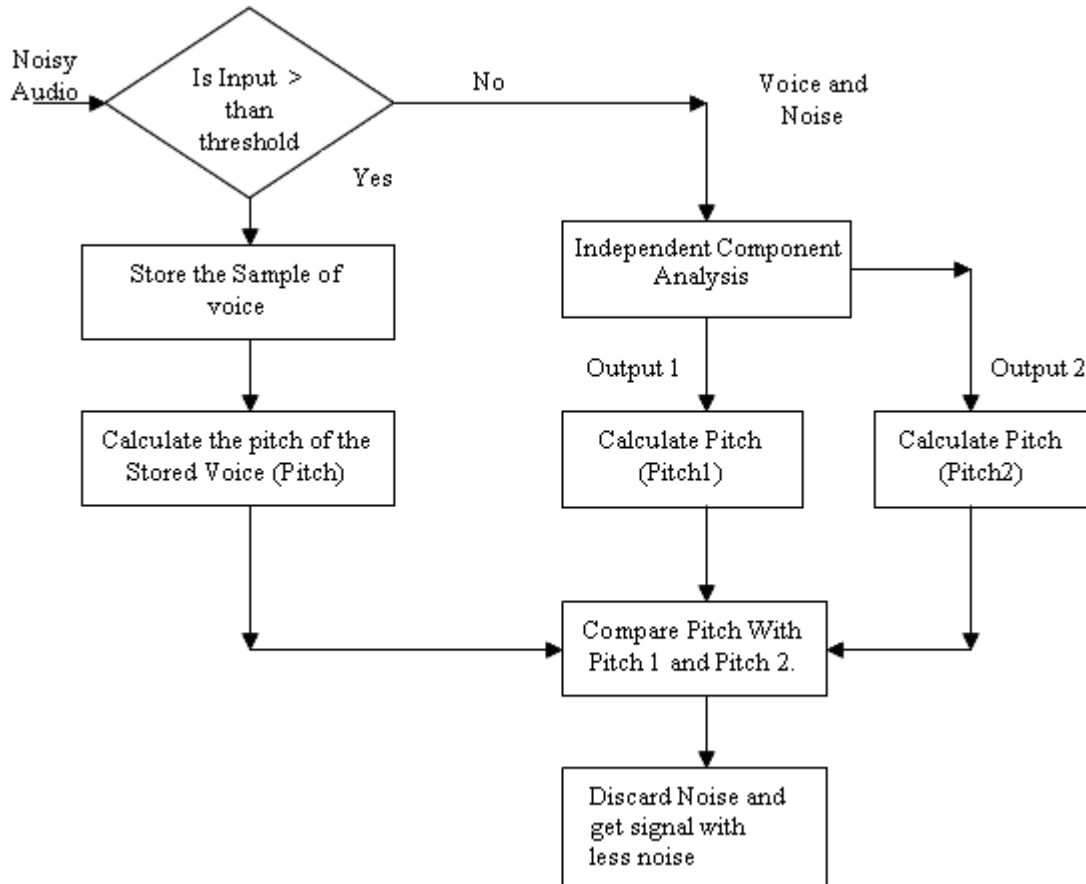 Noisy
Audio
Is Input >
than
threshold
No
Yes
Voice and
Noise
Store the Sample of
voice
Independent Component
Analysis
Output 1
Output 2
Calculate the pitch of the
Stored Voice (Pitch)
Calculate Pitch
(Pitch1)
Calculate Pitch
(Pitch2)
Compare Pitch With
Pitch 1 and Pitch 2.
Discard Noise and
get signal with
less noise